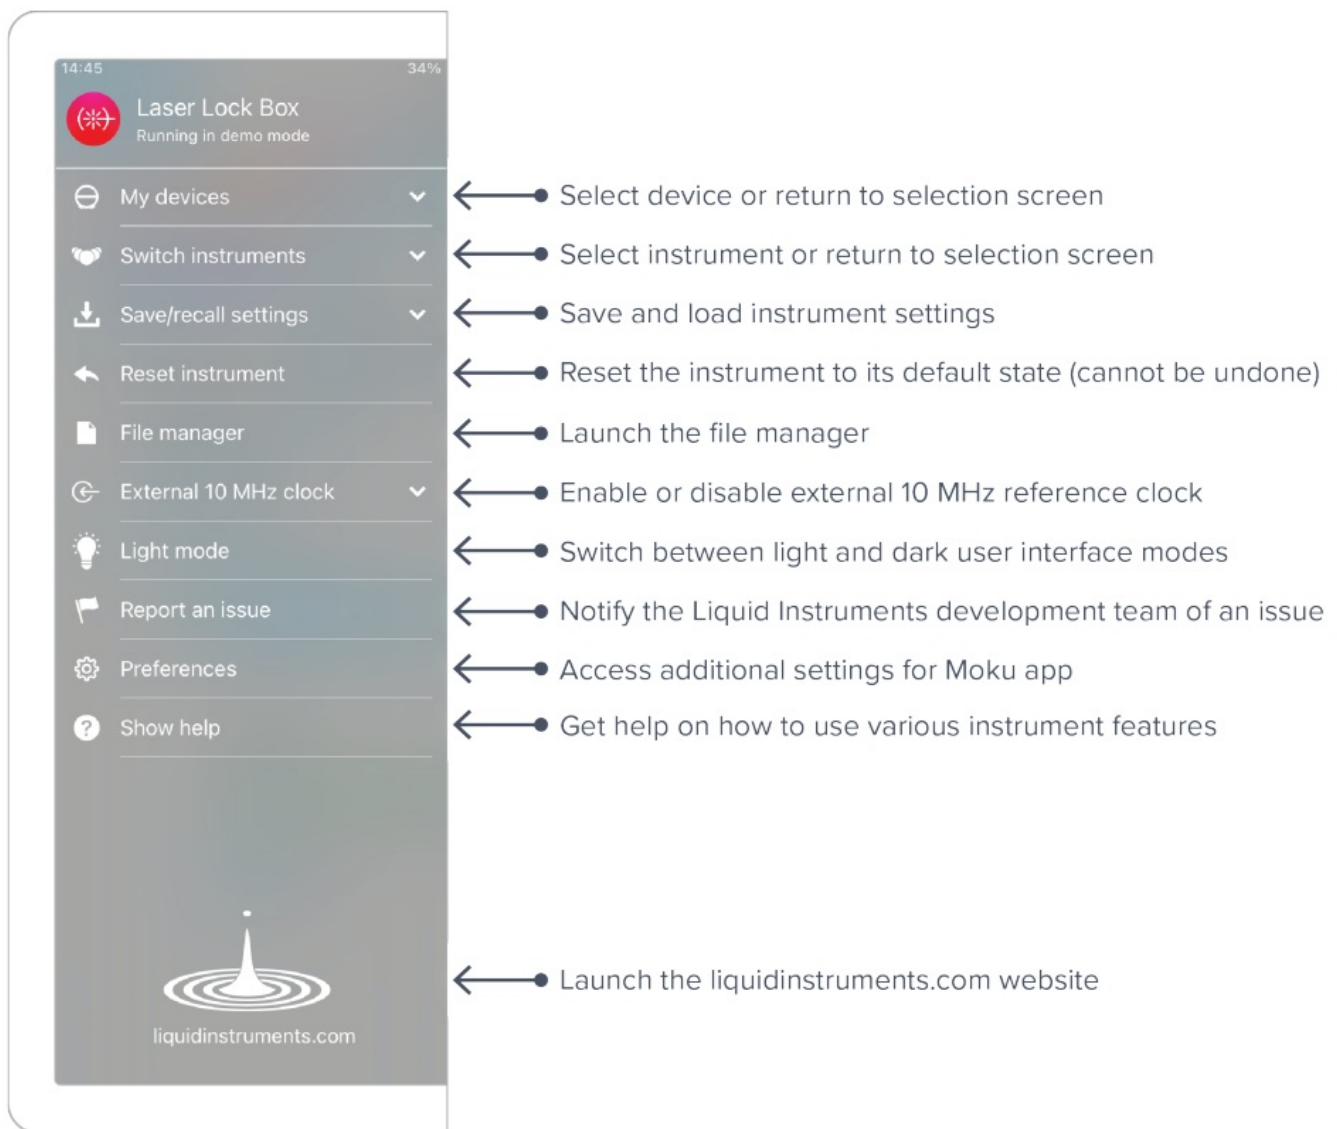 14:45 34%
Laser Lock Box
Running in demo mode
My devices Select device or return to selection screen
Switch instruments Select instrument or return to selection screen
Save/recall settings Save and load instrument settings
Reset instrument Reset the instrument to its default state (cannot be undone)
File manager Launch the file manager
External 10 MHz clock Enable or disable external 10 MHz reference clock
Light mode Switch between light and dark user interface modes
Report an issue Notify the Liquid Instruments development team of an issue
Preferences Access additional settings for Moku app
? Show help Get help on how to use various instrument features
Launch the liquidinstruments.com website
liquidinstruments.com